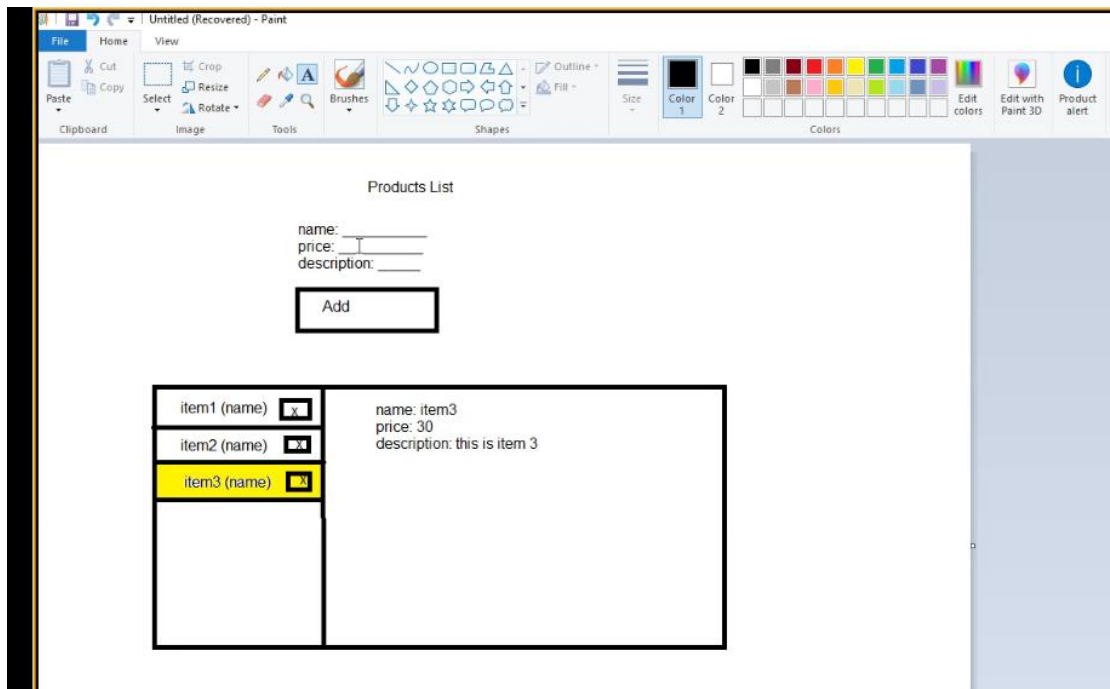 Untitled (Recovered) - Paint
File Home View
Paste
Cut
Copy
Clipboard
Select
Crop
Resize
Rotate
Image
A
Tools
Brushes
Outline
Fill
Shapes
Size
Color 1
Color 2
Edit colors
Colors
Edit with Paint 3D
Product alert
Products List
name: ___________
price: ___________
description: _____
Add
item1 (name) X
item2 (name) X
item3 (name) X
name: item3
price: 30
description: this is item 3